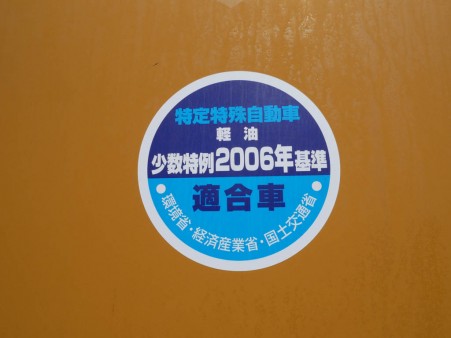 特定特殊自動車
軽油
少数特例2006年基準
適合車
環境省・経済産業省・国土交通省